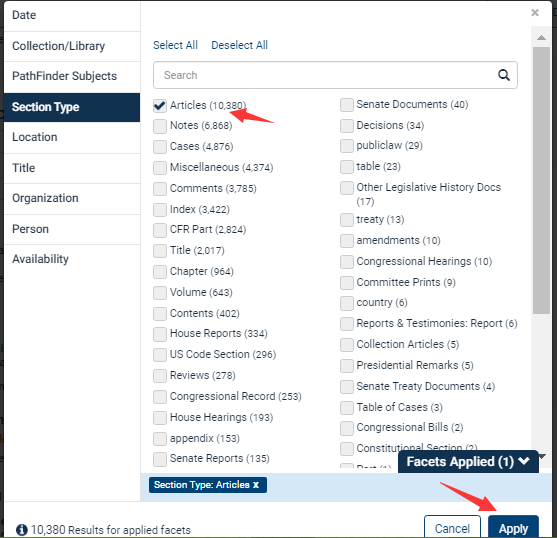 Date
Collection/Library
PathFinder Subjects
Section Type
Location
Title
Organization
Person
Availability
×
Select All Deselect All
Search
Articles (10,380)
Notes (6,868)
Cases (4,876)
Miscellaneous (4,374)
Comments (3,785)
Index (3,422)
CFR Part (2,824)
Title (2,017)
Chapter (964)
Volume (643)
Contents (402)
House Reports (334)
US Code Section (296)
Reviews (278)
Congressional Record (253)
House Hearings (193)
appendix (153)
Senate Reports (135)
Senate Documents (40)
Decisions (34)
publiclaw (29)
table (23)
Other Legislative History Docs
(17)
treaty (13)
amendments (10)
Congressional Hearings (10)
Committee Prints (9)
country (6)
Reports & Testimonies: Report (6)
Collection Articles (5)
Presidential Remarks (5)
Senate Treaty Documents (4)
Table of Cases (3)
Congressional Bills (2)
Constitutional Section (2)
Facets Applied (1)
Section Type: Articles x
10,380 Results for applied facets
Cancel Apply